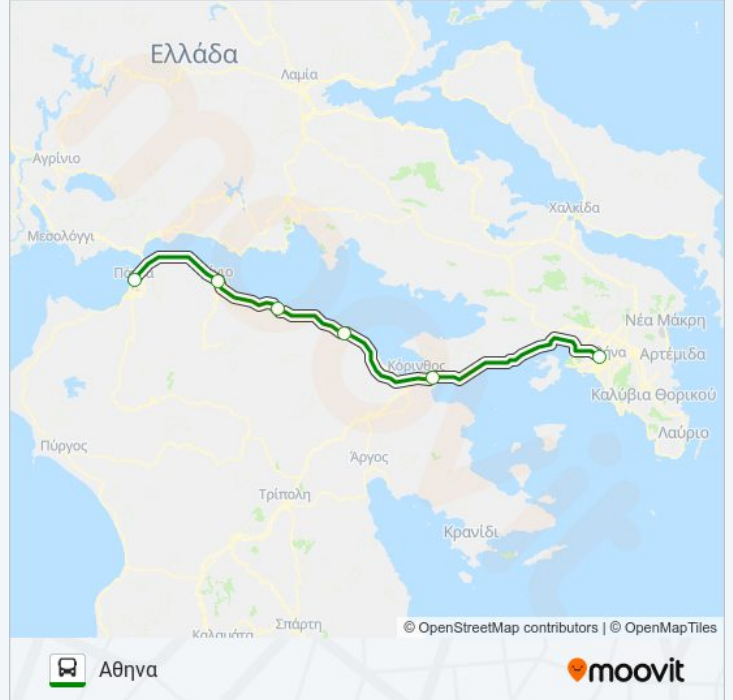 Ελλάδα
Λαμία
Αγρίνιο
Χαλκίδα
Μεσολόγγι
Νέα Μάκρη
Κόρινθος
Αρτέμιδα
Καλύβια Θορικού
Λαύριο
Πύργος
Άργος
Τρίπολη
Κρανίδι
Σπάρτη
Καλαμάτα
© OpenStreetMap contributors | © OpenMapTiles
Αθηνα
moovit